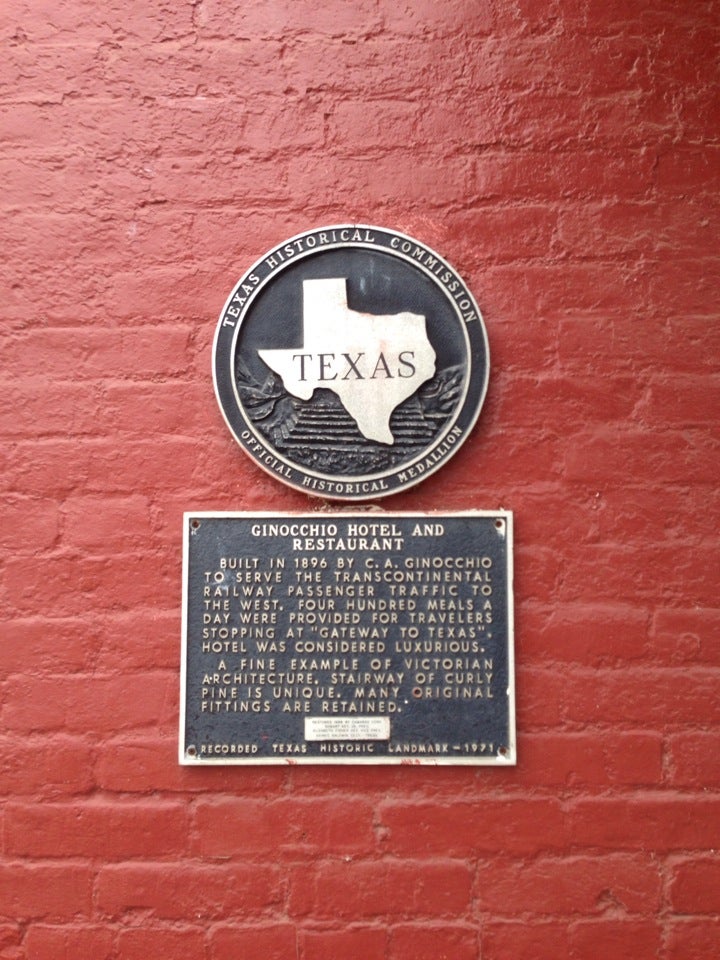 TEXAS HISTORICAL COMMISSION
TEXAS
OFFICIAL HISTORICAL MEDALLION
GINOCCHIO HOTEL AND
RESTAURANT
BUILT IN 1896 BY C. A. GINOCCHIO
TO SERVE THE TRANSCONTINENTAL
RAILWAY PASSENGER TRAFFIC TO
THE WEST. FOUR HUNDRED MEALS A
DAY WERE PROVIDED FOR TRAVELERS
STOPPING AT "GATEWAY TO TEXAS".
HOTEL WAS CONSIDERED LUXURIOUS.
A FINE EXAMPLE OF VICTORIAN
ARCHITECTURE. STAIRWAY OF CURLY
PINE IS UNIQUE. MANY ORIGINAL
FITTINGS ARE RETAINED.
RECORDED TEXAS HISTORIC LANDMARK - 1971